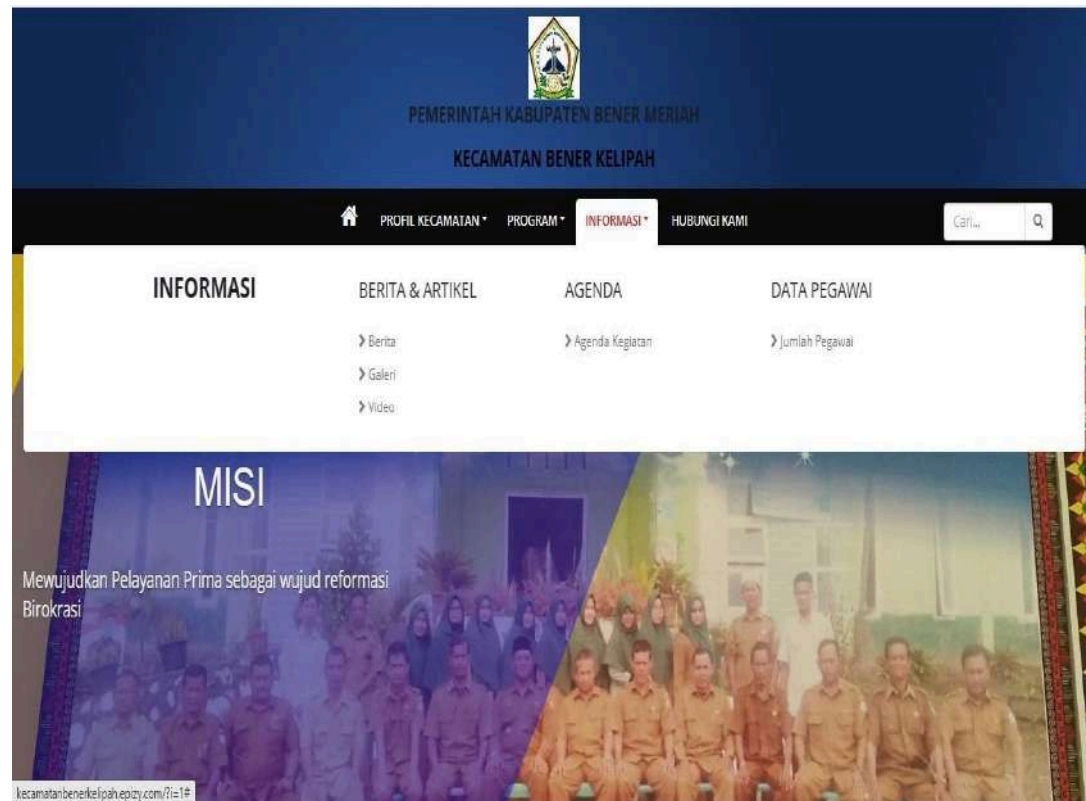 PEMERINTAH KABUPATEN BENER MERIAH
KECAMATAN BENER KELIPAH
PROFIL KECAMATAN
PROGRAM
INFORMASI
HUBUNGI KAMI
Cari...
INFORMASI
BERITA & ARTIKEL
Berita
Galeri
Video
AGENDA
Agenda Kegiatan
DATA PEGAWAI
Jumlah Pegawai
MISI
Mewujudkan Pelayanan Prima sebagai wujud reformasi
Birokrasi
kecamatanbenerkelipah.epizy.com/?i=1#